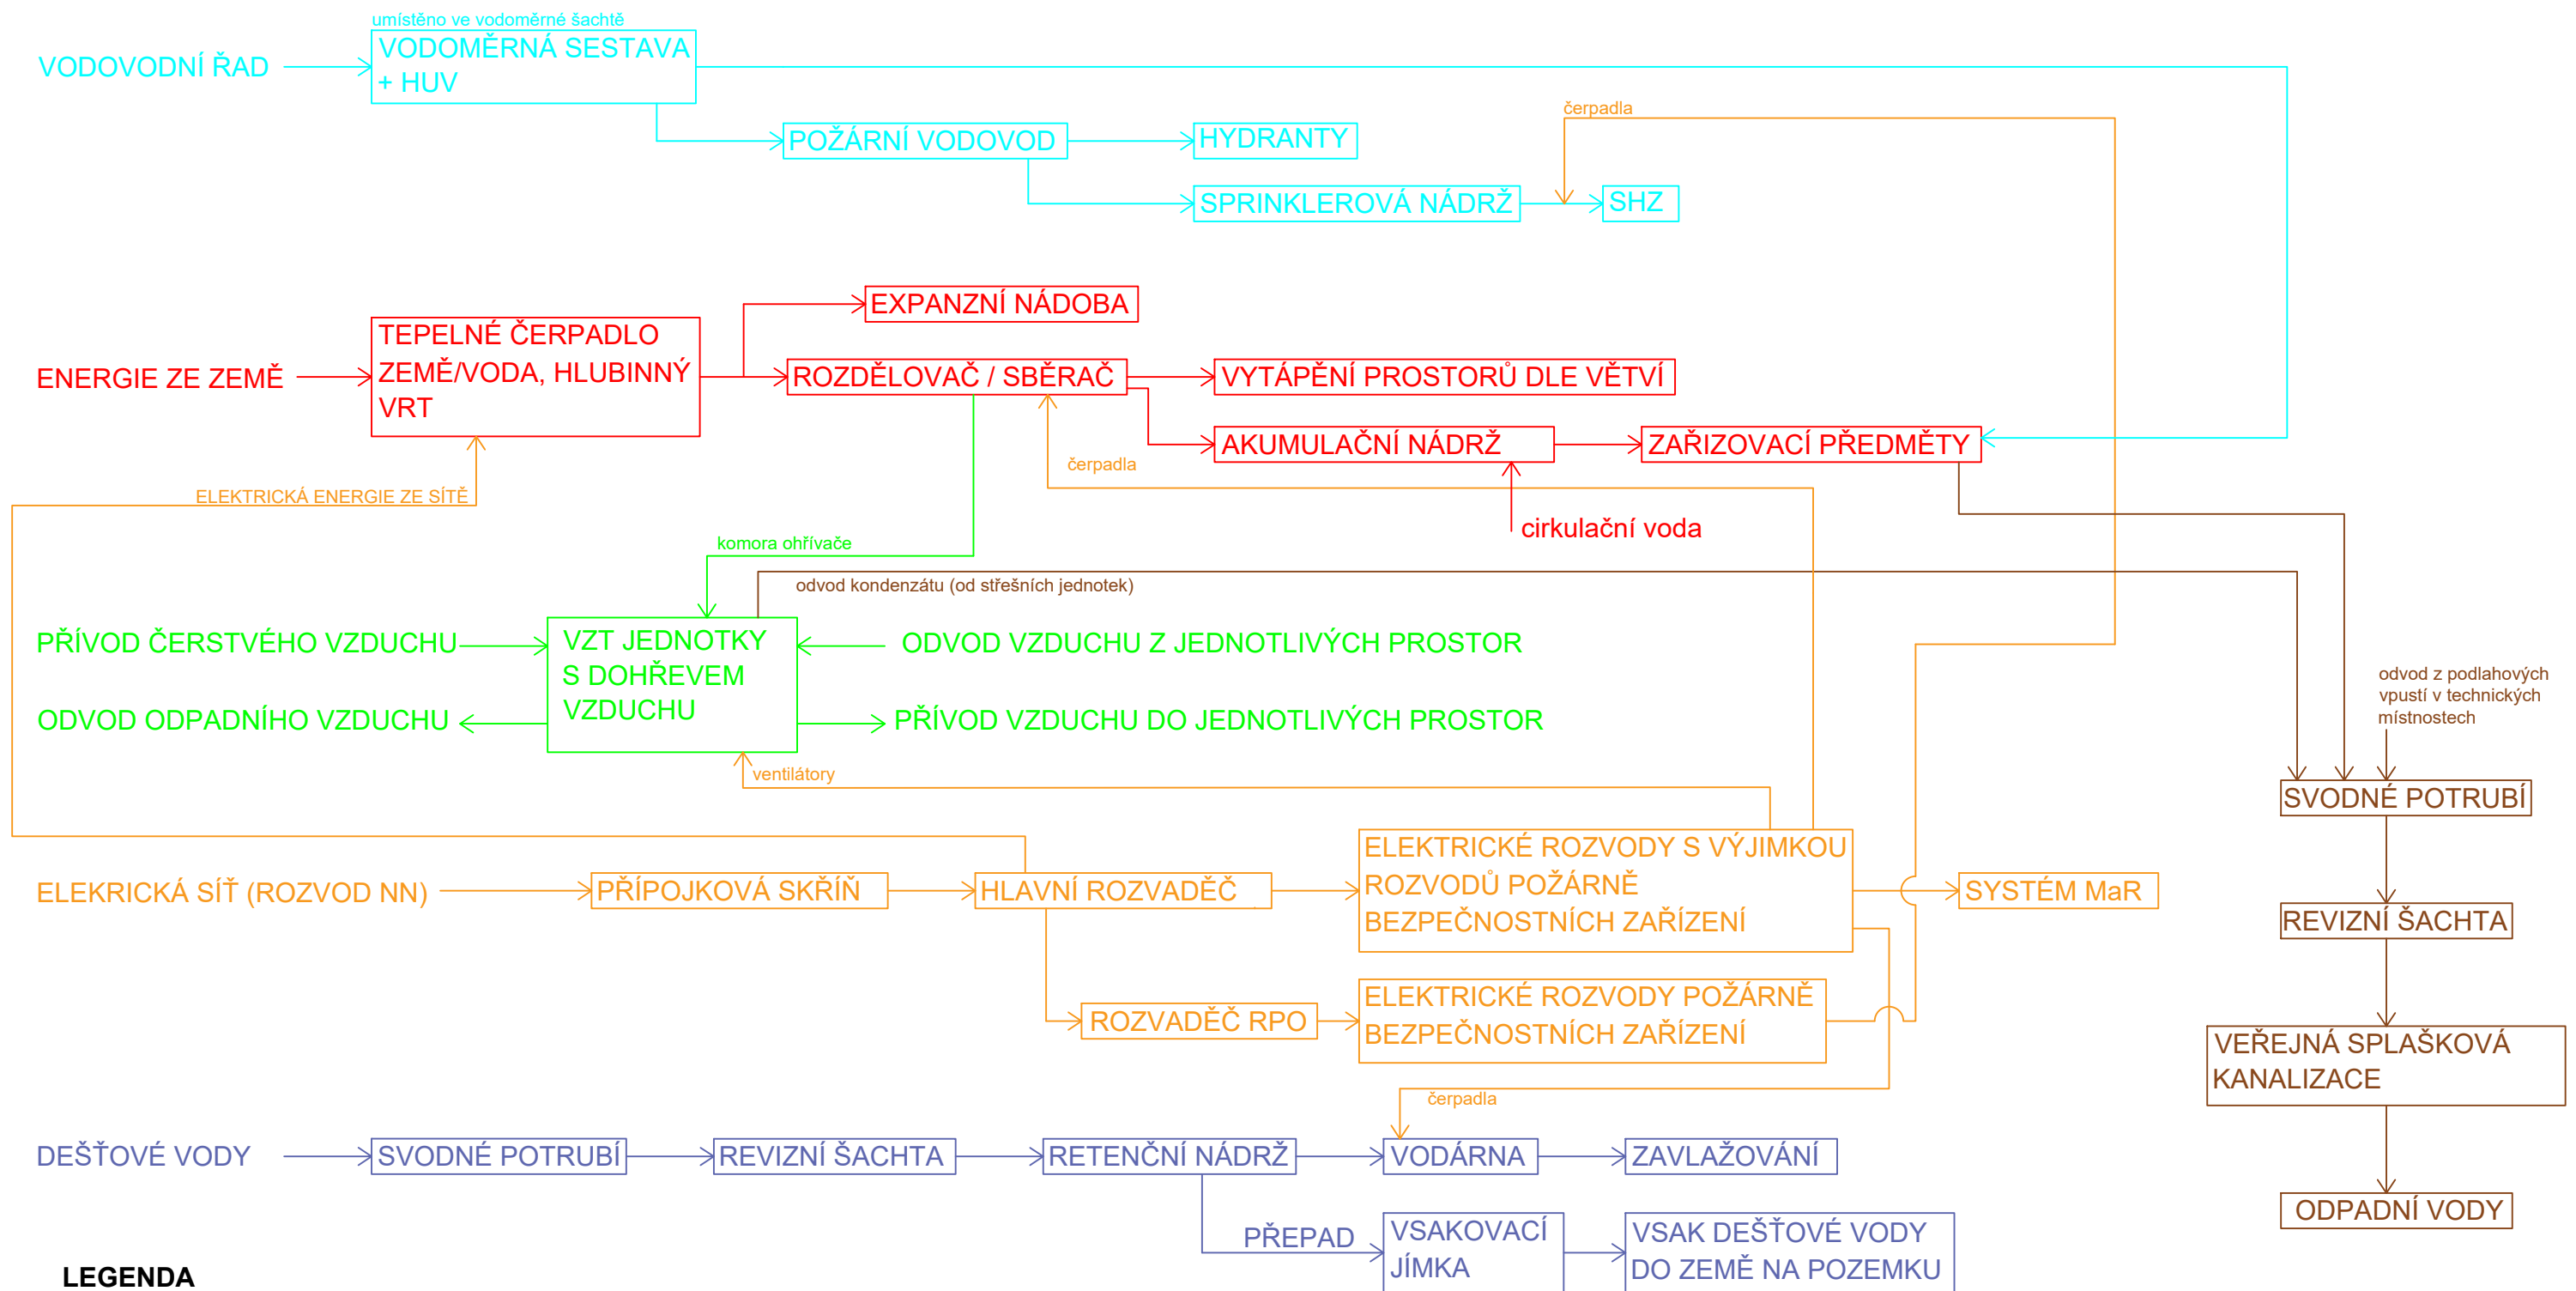 umístěno ve vodoměrné šachtě
VODOVODNÍ ŘAD
VODOMĚRNÁ SESTAVA
+ HUV
čerpadla
POŽÁRNÍ VODOVOD
HYDRANTY
SPRINKLEROVÁ NÁDRŽ
SHZ
EXPANZNÍ NÁDOBA
ENERGIE ZE ZEMĚ
TEPELNÉ ČERPADLO
ZEMĚ/VODA, HLUBINNÝ
VRT
ROZDĚLOVAČ / SBĚRAČ
VYTÁPĚNÍ PROSTORŮ DLE VĚTVÍ
AKUMULAČNÍ NÁDRŽ
ZAŘIZOVACÍ PŘEDMĚTY
čerpadla
ELEKTRICKÁ ENERGIE ZE SÍTĚ
cirkulační voda
komora ohřívače
odvod kondenzátu (od střešních jednotek)
PŘÍVOD ČERSTVÉHO VZDUCHU
VZT JEDNOTKY
S DOHŘEVEM
VZDUCHU
ODVOD VZDUCHU Z JEDNOTLIVÝCH PROSTOR
ODVOD ODPADNÍHO VZDUCHU
PŘÍVOD VZDUCHU DO JEDNOTLIVÝCH PROSTOR
odvod z podlahových
vpustí v technických
místnostech
ventilátory
SVODNÉ POTRUBÍ
ELEKRICKÁ SÍŤ (ROZVOD NN)
PŘÍPOJKOVÁ SKŘÍŇ
HLAVNÍ ROZVADĚČ
ELEKTRICKÉ ROZVODY S VÝJIMKOU
ROZVODŮ POŽÁRNĚ
BEZPEČNOSTNÍCH ZAŘÍZENÍ
SYSTÉM MaR
REVIZNÍ ŠACHTA
ROZVADĚČ RPO
ELEKTRICKÉ ROZVODY POŽÁRNĚ
BEZPEČNOSTNÍCH ZAŘÍZENÍ
VEŘEJNÁ SPLAŠKOVÁ
KANALIZACE
čerpadla
DEŠŤOVÉ VODY
SVODNÉ POTRUBÍ
REVIZNÍ ŠACHTA
RETENČNÍ NÁDRŽ
VODÁRNA
ZAVLAŽOVÁNÍ
ODPADNÍ VODY
PŘEPAD
VSAKOVACÍ
JÍMKA
VSAK DEŠŤOVÉ VODY
DO ZEMĚ NA POZEMKU
LEGENDA